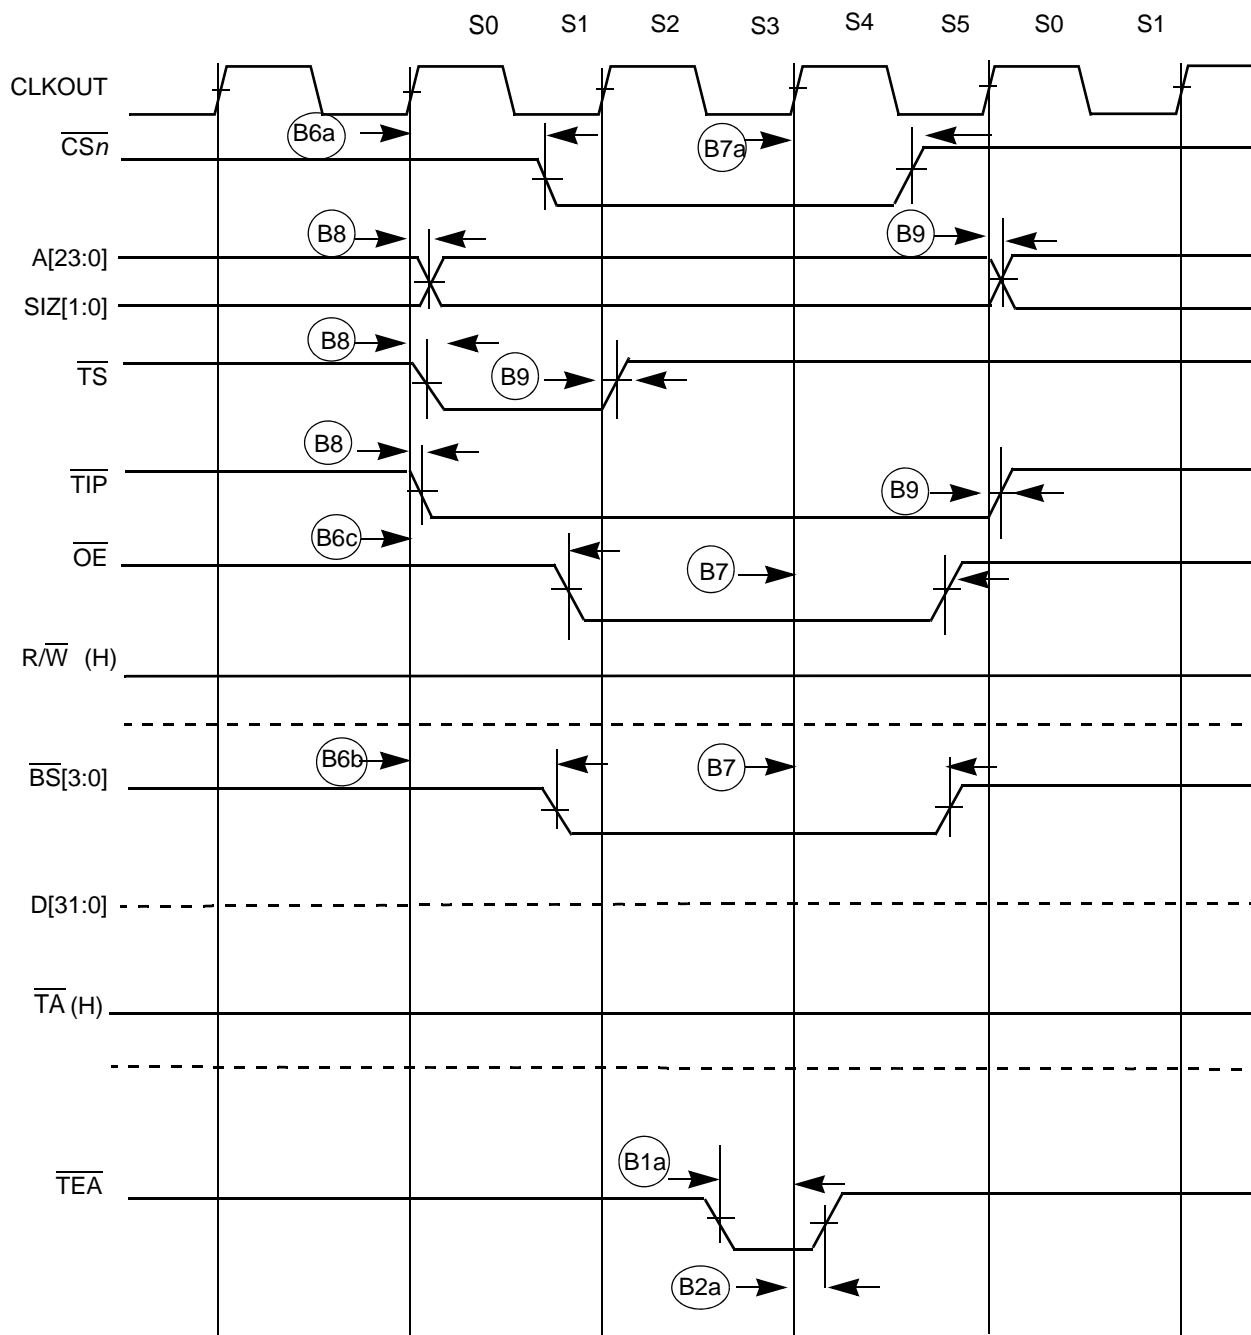 S0 S1 S2 S3 S4 S5 S0 S1
CLKOUT
B6a
B7a
CSn
B8
B9
A[23:0]
SIZ[1:0]
B8
B9
TS
B8
B9
TIP
B6c
B7
OE
R/W (H)
B6b
B7
BS[3:0]
D[31:0]
TA (H)
B1a
TEA
B2a